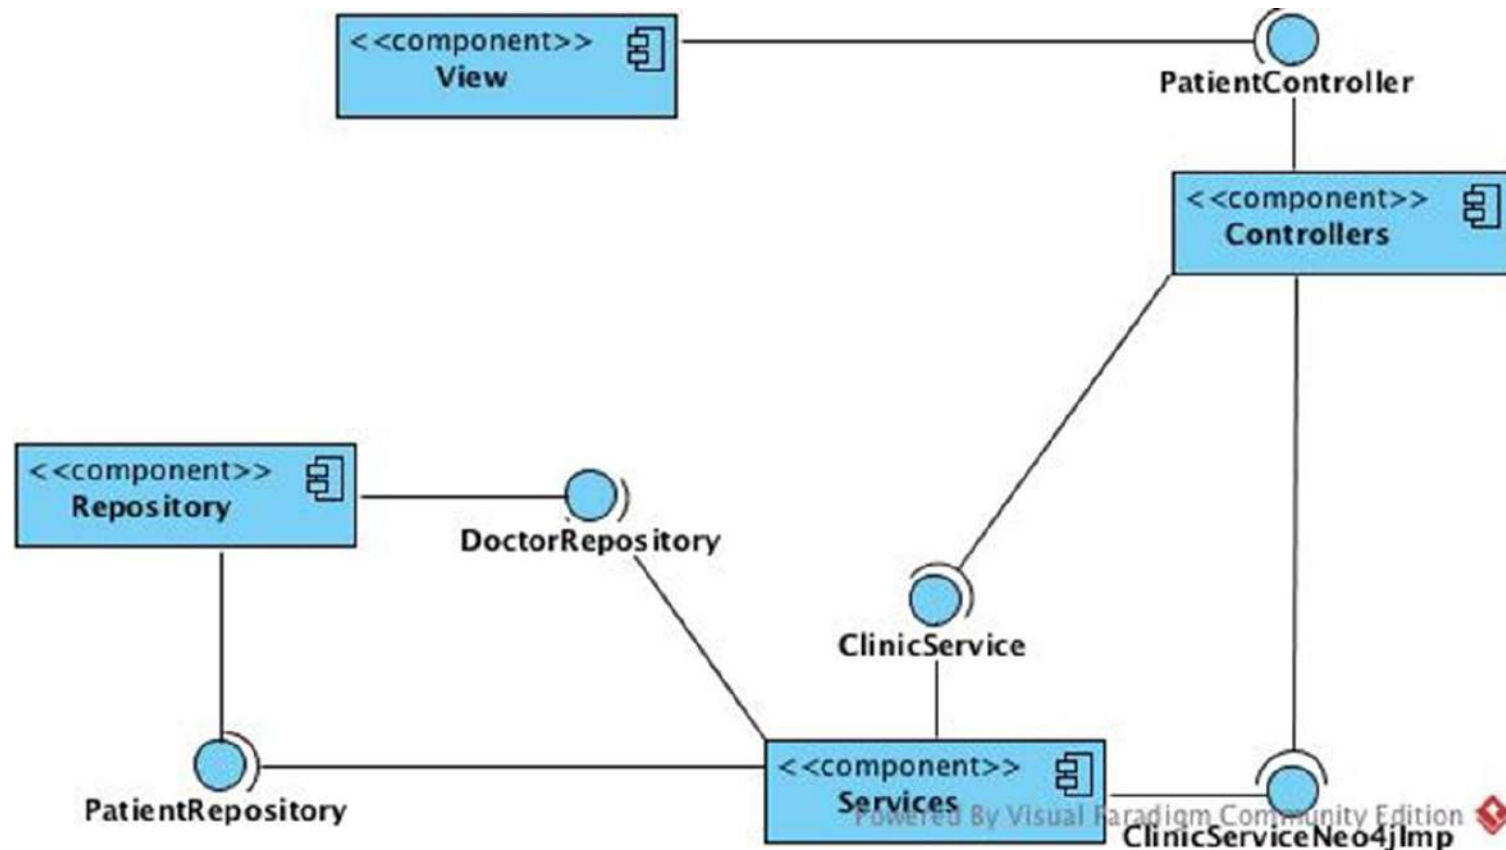 <<component>>
View
PatientController
<<component>>
Controllers
<<component>>
Repository
DoctorRepository
ClinicService
PatientRepository
<<component>>
Services
Powered By Visual Paradigm Community Edition
ClinicServiceNeo4jImp